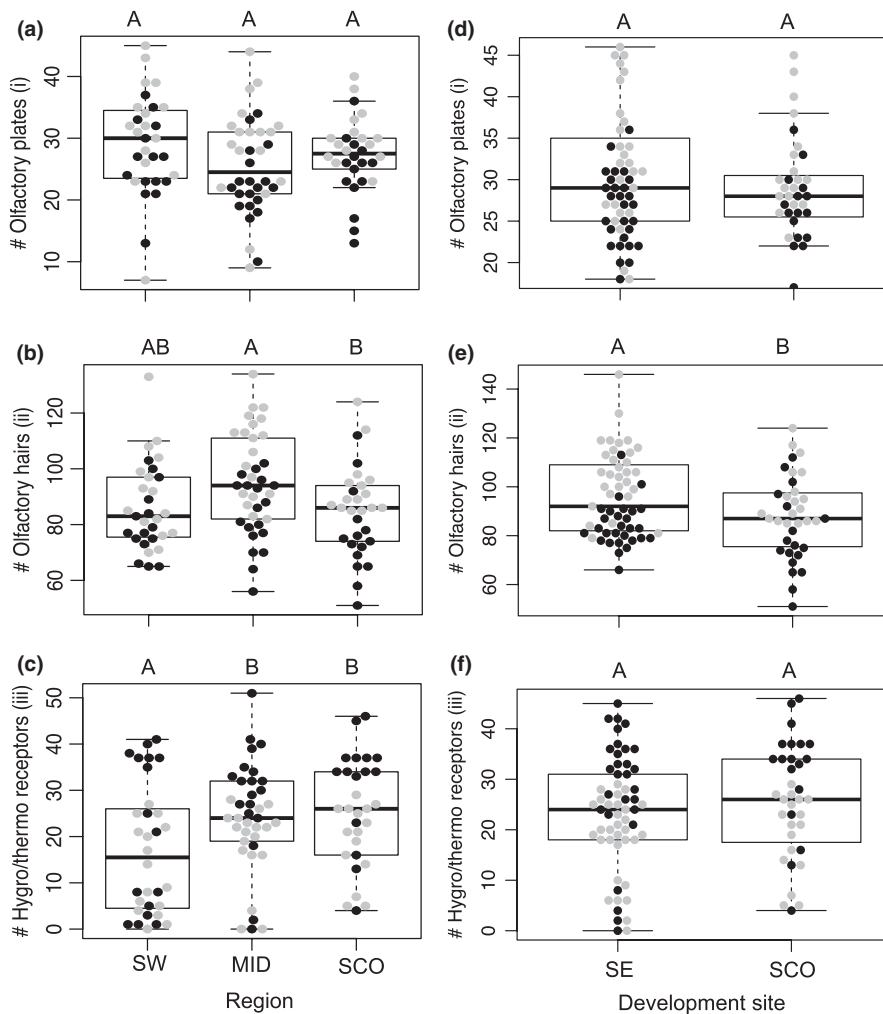 (a)
A A A
# Olfactory plates (i)
10 20 30 40
(b)
AB A B
# Olfactory hairs (ii)
60 80 100 120
(c)
A B B
# Hygro/thermo receptors (iii)
0 10 20 30 40 50
SW MID SCO
Region
(d)
A A
# Olfactory plates (i)
20 25 30 35 40 45
(e)
A B
# Olfactory hairs (ii)
60 80 100 120 140
(f)
A A
# Hygro/thermo receptors (iii)
0 10 20 30 40
SE SCO
Development site